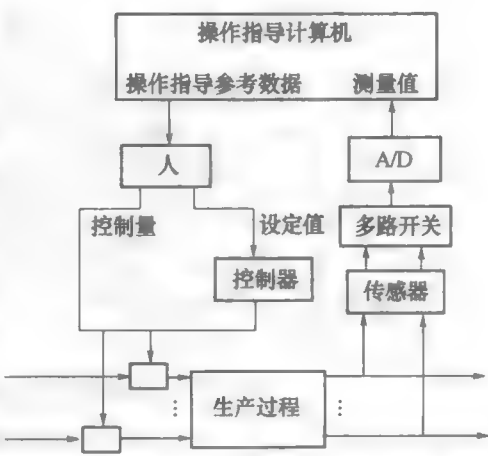 操作指导计算机
操作指导参考数据 测量值
人
A/D
控制量
设定值
多路开关
控制器
传感器
生产过程